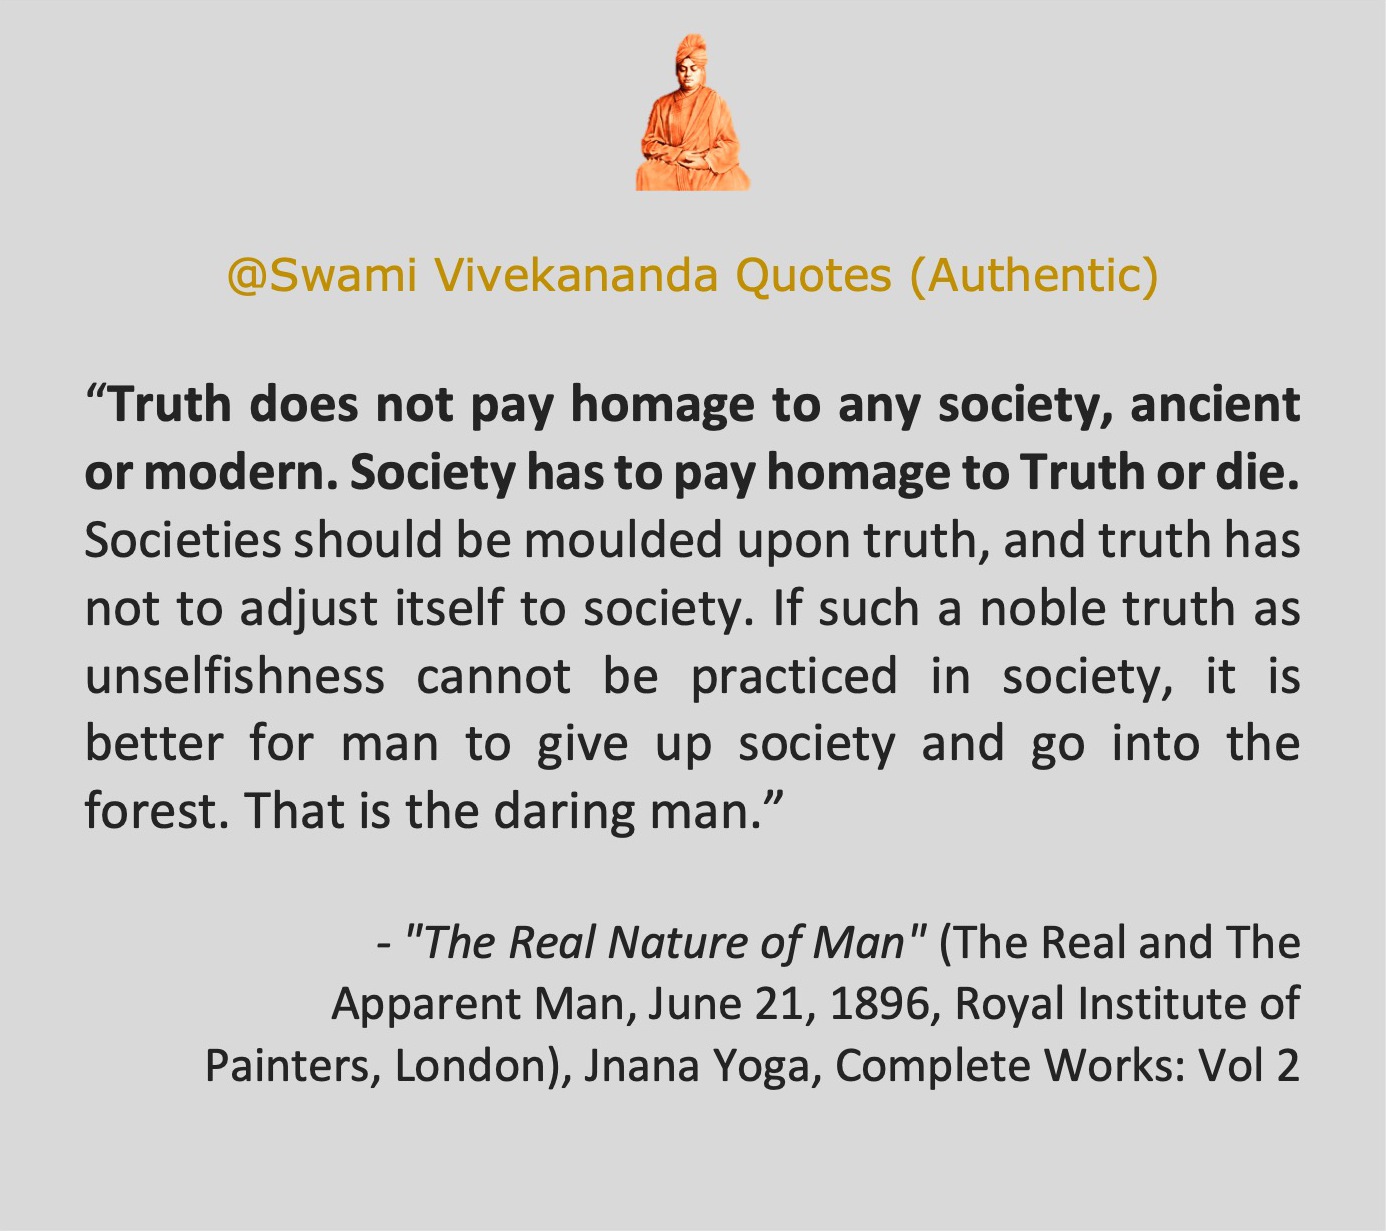 @Swami Vivekananda Quotes (Authentic)
“Truth does not pay homage to any society, ancient
or modern. Society has to pay homage to Truth or die.
Societies should be moulded upon truth, and truth has
not to adjust itself to society. If such a noble truth as
unselfishness cannot be practiced in society, it is
better for man to give up society and go into the
forest. That is the daring man.”
- "The Real Nature of Man" (The Real and The
Apparent Man, June 21, 1896, Royal Institute of
Painters, London), Jnana Yoga, Complete Works: Vol 2